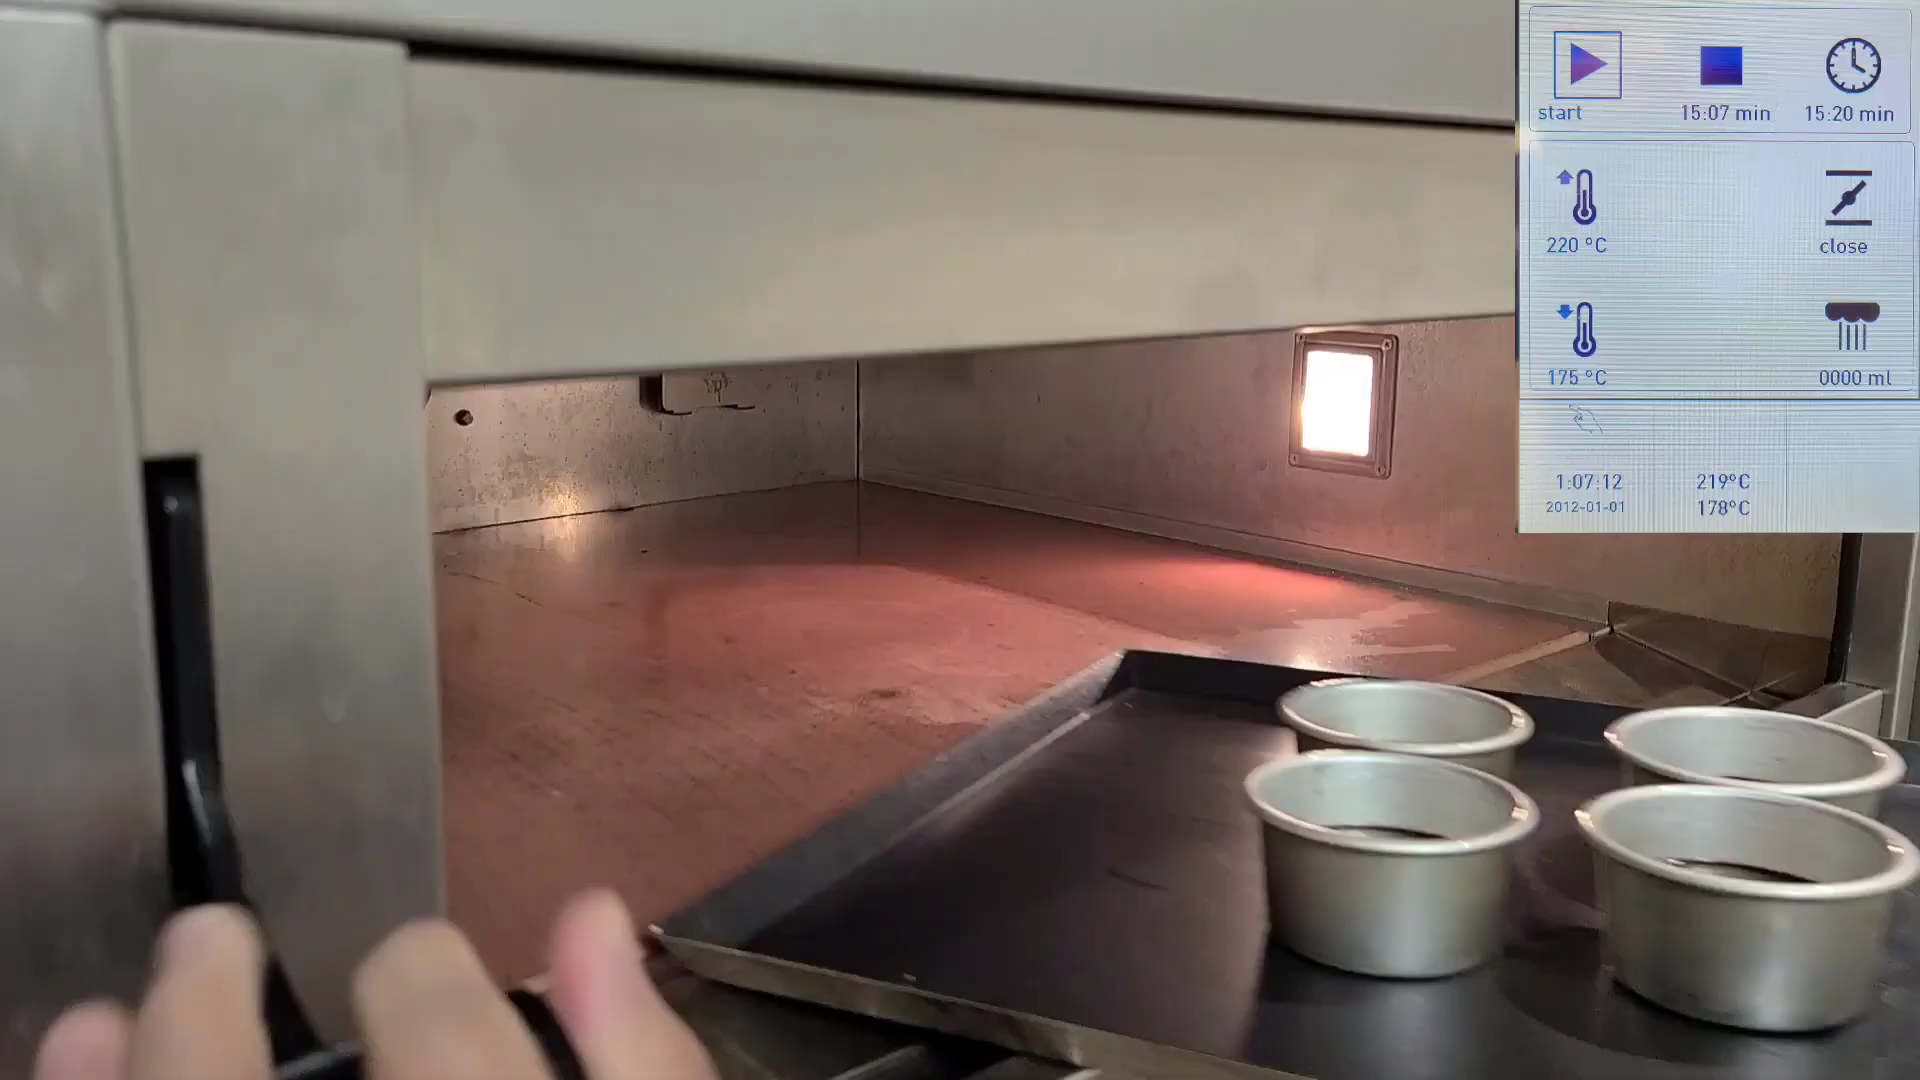 start 15:07 min 15:20 min
220 °C close
175 °C 0000 ml
1:07:12 219°C
2012-01-01 178°C